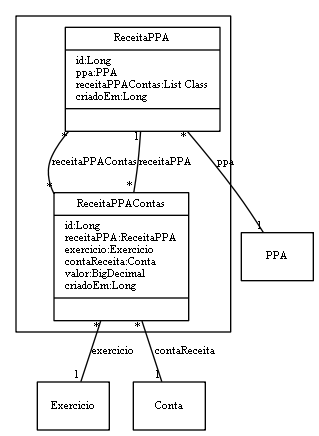 ReceitaPPA
id:Long
ppa:PPA
receitaPPAContas:List Class
criadoEm:Long
* 1 *
receitaPPAContas receitaPPA ppa
* * 1
ReceitaPPAContas
id:Long
receitaPPA:ReceitaPPA
exercicio:Exercicio
contaReceita:Conta
valor:BigDecimal
criadoEm:Long
PPA
* *
exercicio contaReceita
1 1
Exercicio Conta